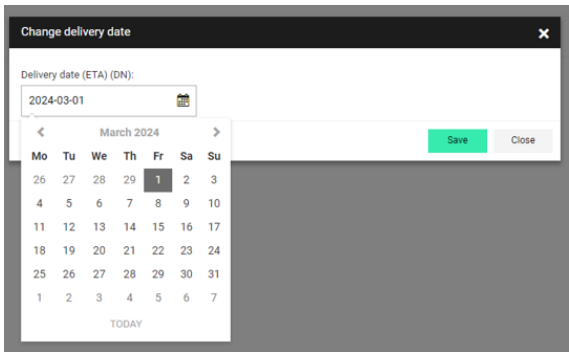 Change delivery date
Delivery date (ETA) (DN):
2024-03-01
March 2024
Mo Tu We Th Fr Sa Su
26 27 28 29 1 2 3
4 5 6 7 8 9 10
11 12 13 14 15 16 17
18 19 20 21 22 23 24
25 26 27 28 29 30 31
1 2 3 4 5 6 7
TODAY
Save Close